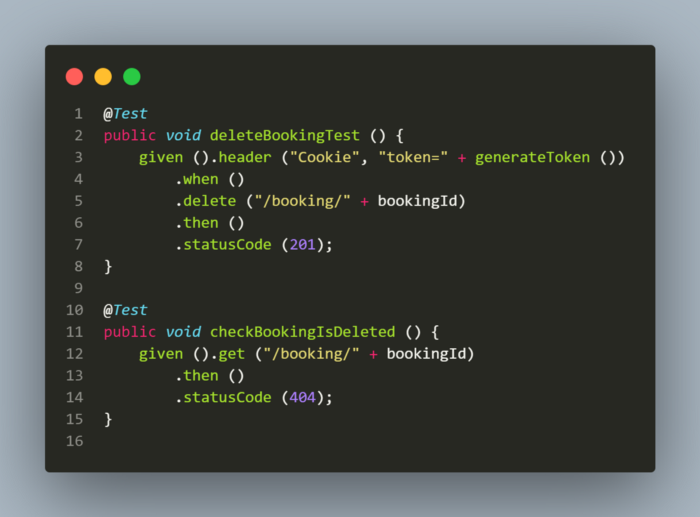 1 @Test
2 public void deleteBookingTest () {
3     given ().header ("Cookie", "token=" + generateToken ())
4         .when ()
5         .delete ("/booking/" + bookingId)
6         .then ()
7         .statusCode (201);
8 }
9
10 @Test
11 public void checkBookingIsDeleted () {
12     given ().get ("/booking/" + bookingId)
13         .then ()
14         .statusCode (404);
15 }
16